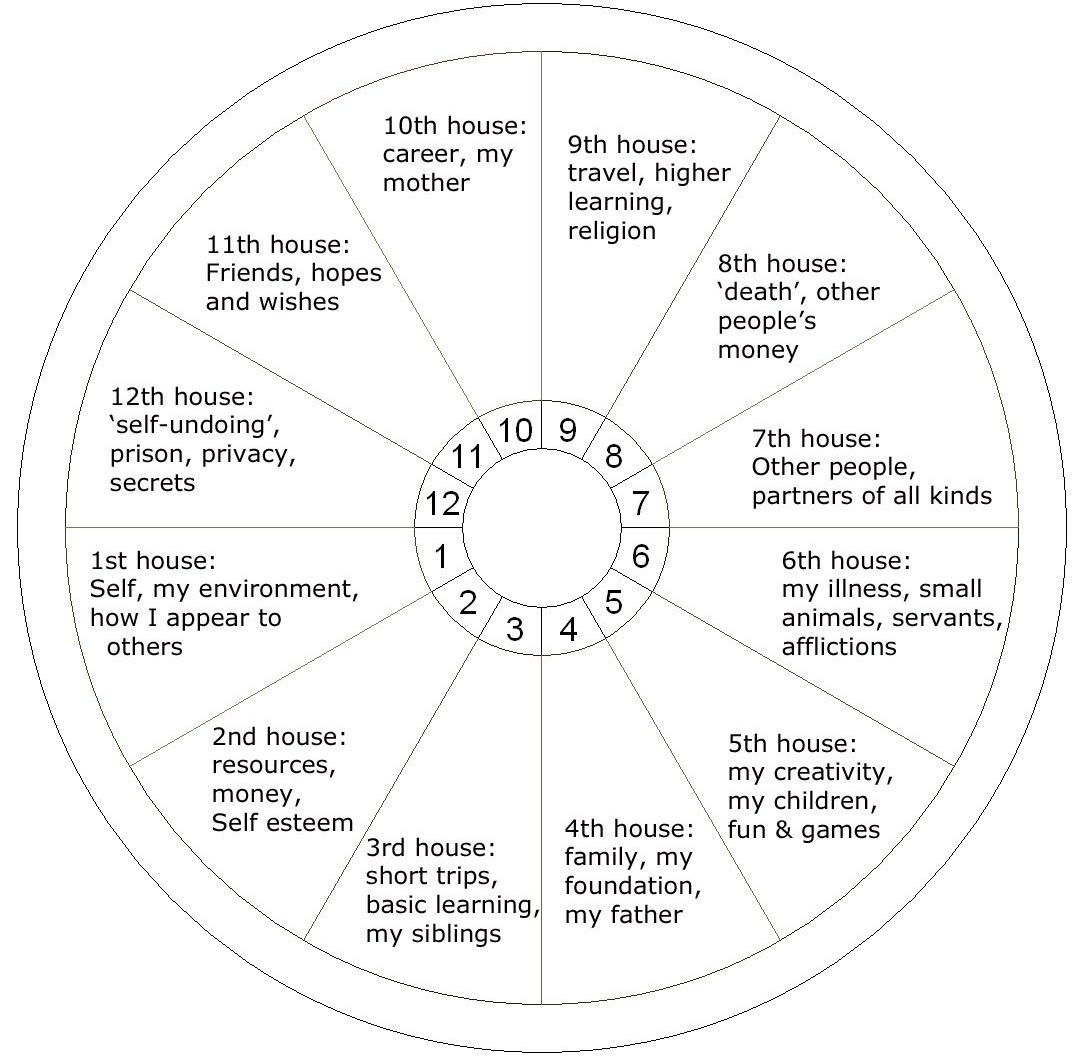 10th house:
career, my
mother
9th house:
travel, higher
learning,
religion
11th house:
Friends, hopes
and wishes
8th house:
‘death’, other
people’s
money
12th house:
‘self-undoing’,
prison, privacy,
secrets
7th house:
Other people,
partners of all kinds
1st house:
Self, my environment,
how I appear to
others
6th house:
my illness, small
animals, servants,
afflictions
2nd house:
resources,
money,
Self esteem
5th house:
my creativity,
my children,
fun & games
3rd house:
short trips,
basic learning,
my siblings
4th house:
family, my
foundation,
my father
10
9
11
8
12
7
1
6
2
5
3
4